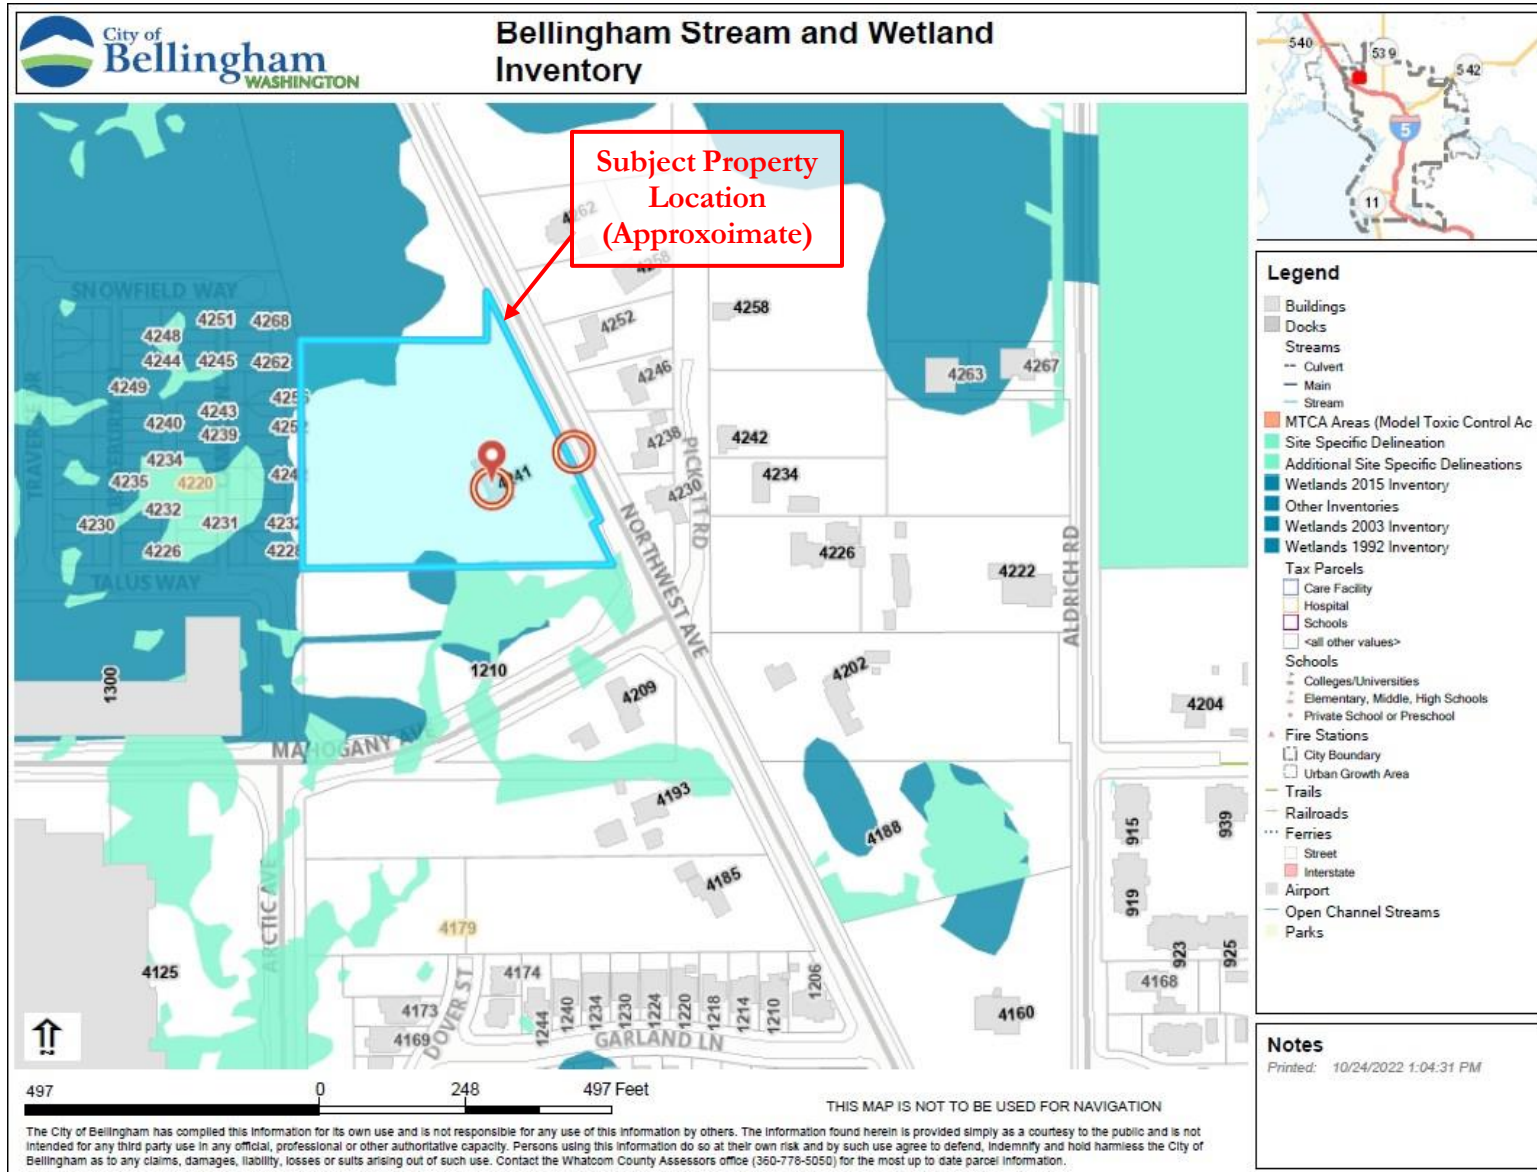 City of
Bellingham
WASHINGTON
Bellingham Stream and Wetland
Inventory
540
539
542
5
11
Subject Property
Location
(Approxoimate)
4262
4258
4258
4252
4246
4263
4267
SNOWFIELD WAY
4251
4268
4248
4244
4245
4262
4249
4256
4243
4240
4252
4239
4234
4235
4220
4232
4230
4231
4232
4226
4228
TRAVERSE DR
TALUS WAY
4241
4238
4242
4230
4234
PICKETT RD
NORTHWEST AVE
4226
4222
ALDRICH RD
1300
1210
4209
4202
4204
MAHOGANY AVE
4193
4188
915
939
ARCTIC AVE
4185
919
4179
4125
4174
4173
4169
DOVER ST
1244
1240
1234
1230
1224
1220
1218
1214
1210
1206
GARLAND LN
4160
4168
923
925
N
Legend
Buildings
Docks
Streams
Culvert
Main
Stream
MTCA Areas (Model Toxic Control Ac
Site Specific Delineation
Additional Site Specific Delineations
Wetlands 2015 Inventory
Other Inventories
Wetlands 2003 Inventory
Wetlands 1992 Inventory
Tax Parcels
Care Facility
Hospital
Schools
<all other values>
Schools
Colleges/Universities
Elementary, Middle, High Schools
Private School or Preschool
Fire Stations
City Boundary
Urban Growth Area
Trails
Railroads
Ferries
Street
Interstate
Airport
Open Channel Streams
Parks
Notes
Printed: 10/24/2022 1:04:31 PM
497 0 248 497 Feet
THIS MAP IS NOT TO BE USED FOR NAVIGATION
The City of Bellingham has compiled this information for its own use and is not responsible for any use of this information by others. The information found herein is provided simply as a courtesy to the public and is not
intended for any third party use in any official, professional or other authoritative capacity. Persons using this information do so at their own risk and by such use agree to defend, indemnify and hold harmless the City of
Bellingham as to any claims, damages, liability, losses or suits arising out of such use. Contact the Whatcom County Assessors office (360-778-5050) for the most up to date parcel information.